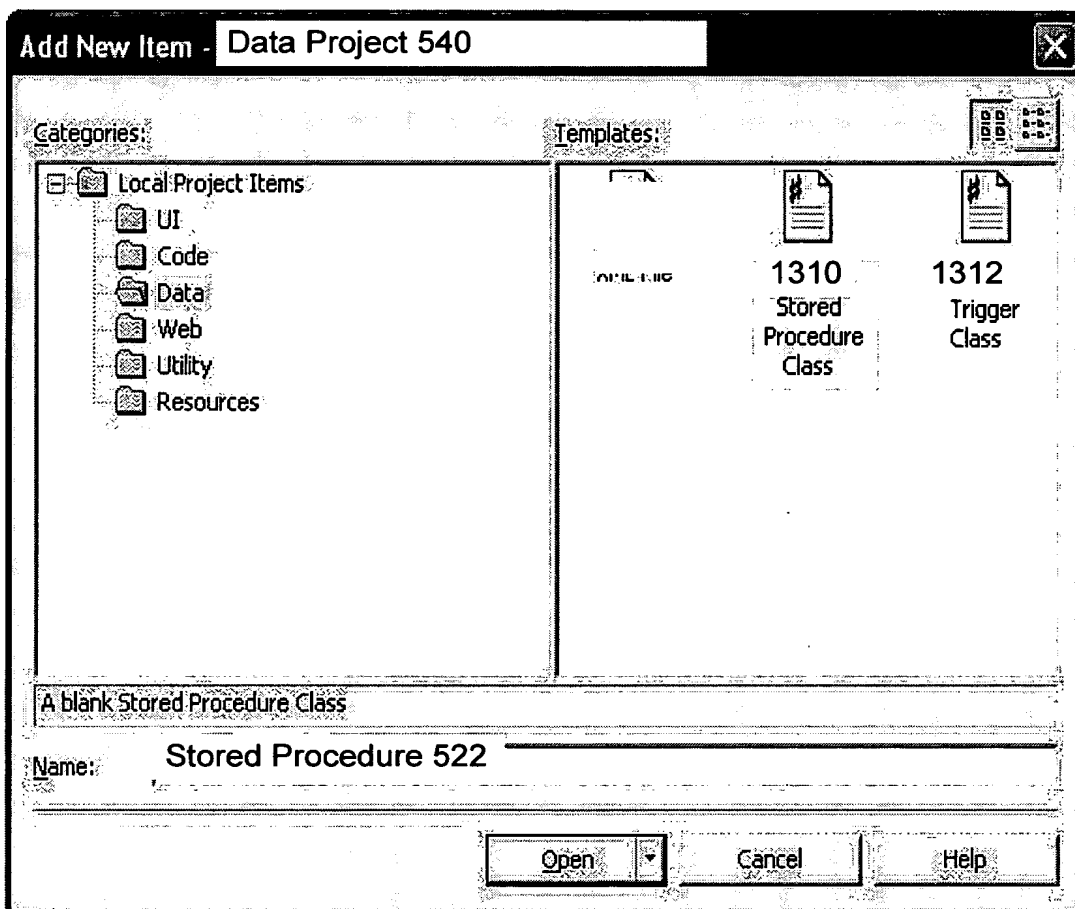 Add New Item - Data Project 540
Categories:
Templates:
Local Project Items
UI
Code
Data
Web
Utility
Resources
1310
Stored
Procedure
Class
1312
Trigger
Class
A blank Stored Procedure Class
Name: Stored Procedure 522
Open
Cancel
Help